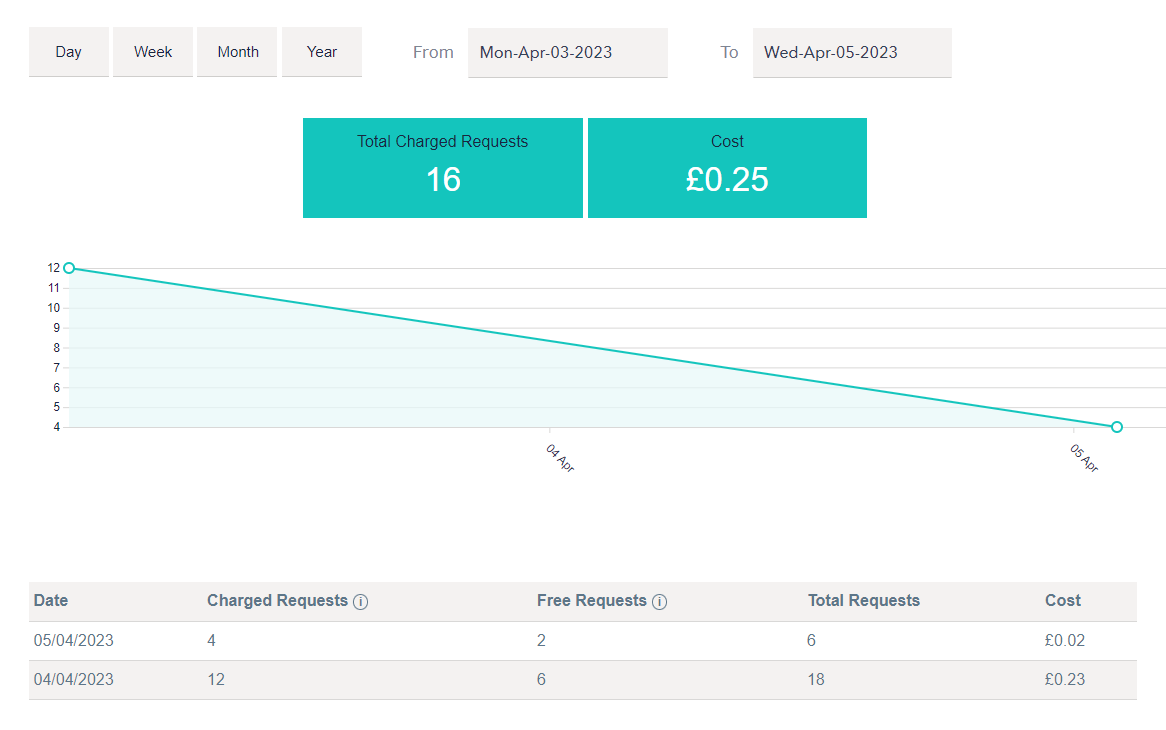 Day Week Month Year From Mon-Apr-03-2023 To Wed-Apr-05-2023
Total Charged Requests Cost
16 £0.25
12
11
10
9
8
7
6
5
4
04 Apr 05 Apr
Date Charged Requests i Free Requests i Total Requests Cost
05/04/2023 4 2 6 £0.02
04/04/2023 12 6 18 £0.23